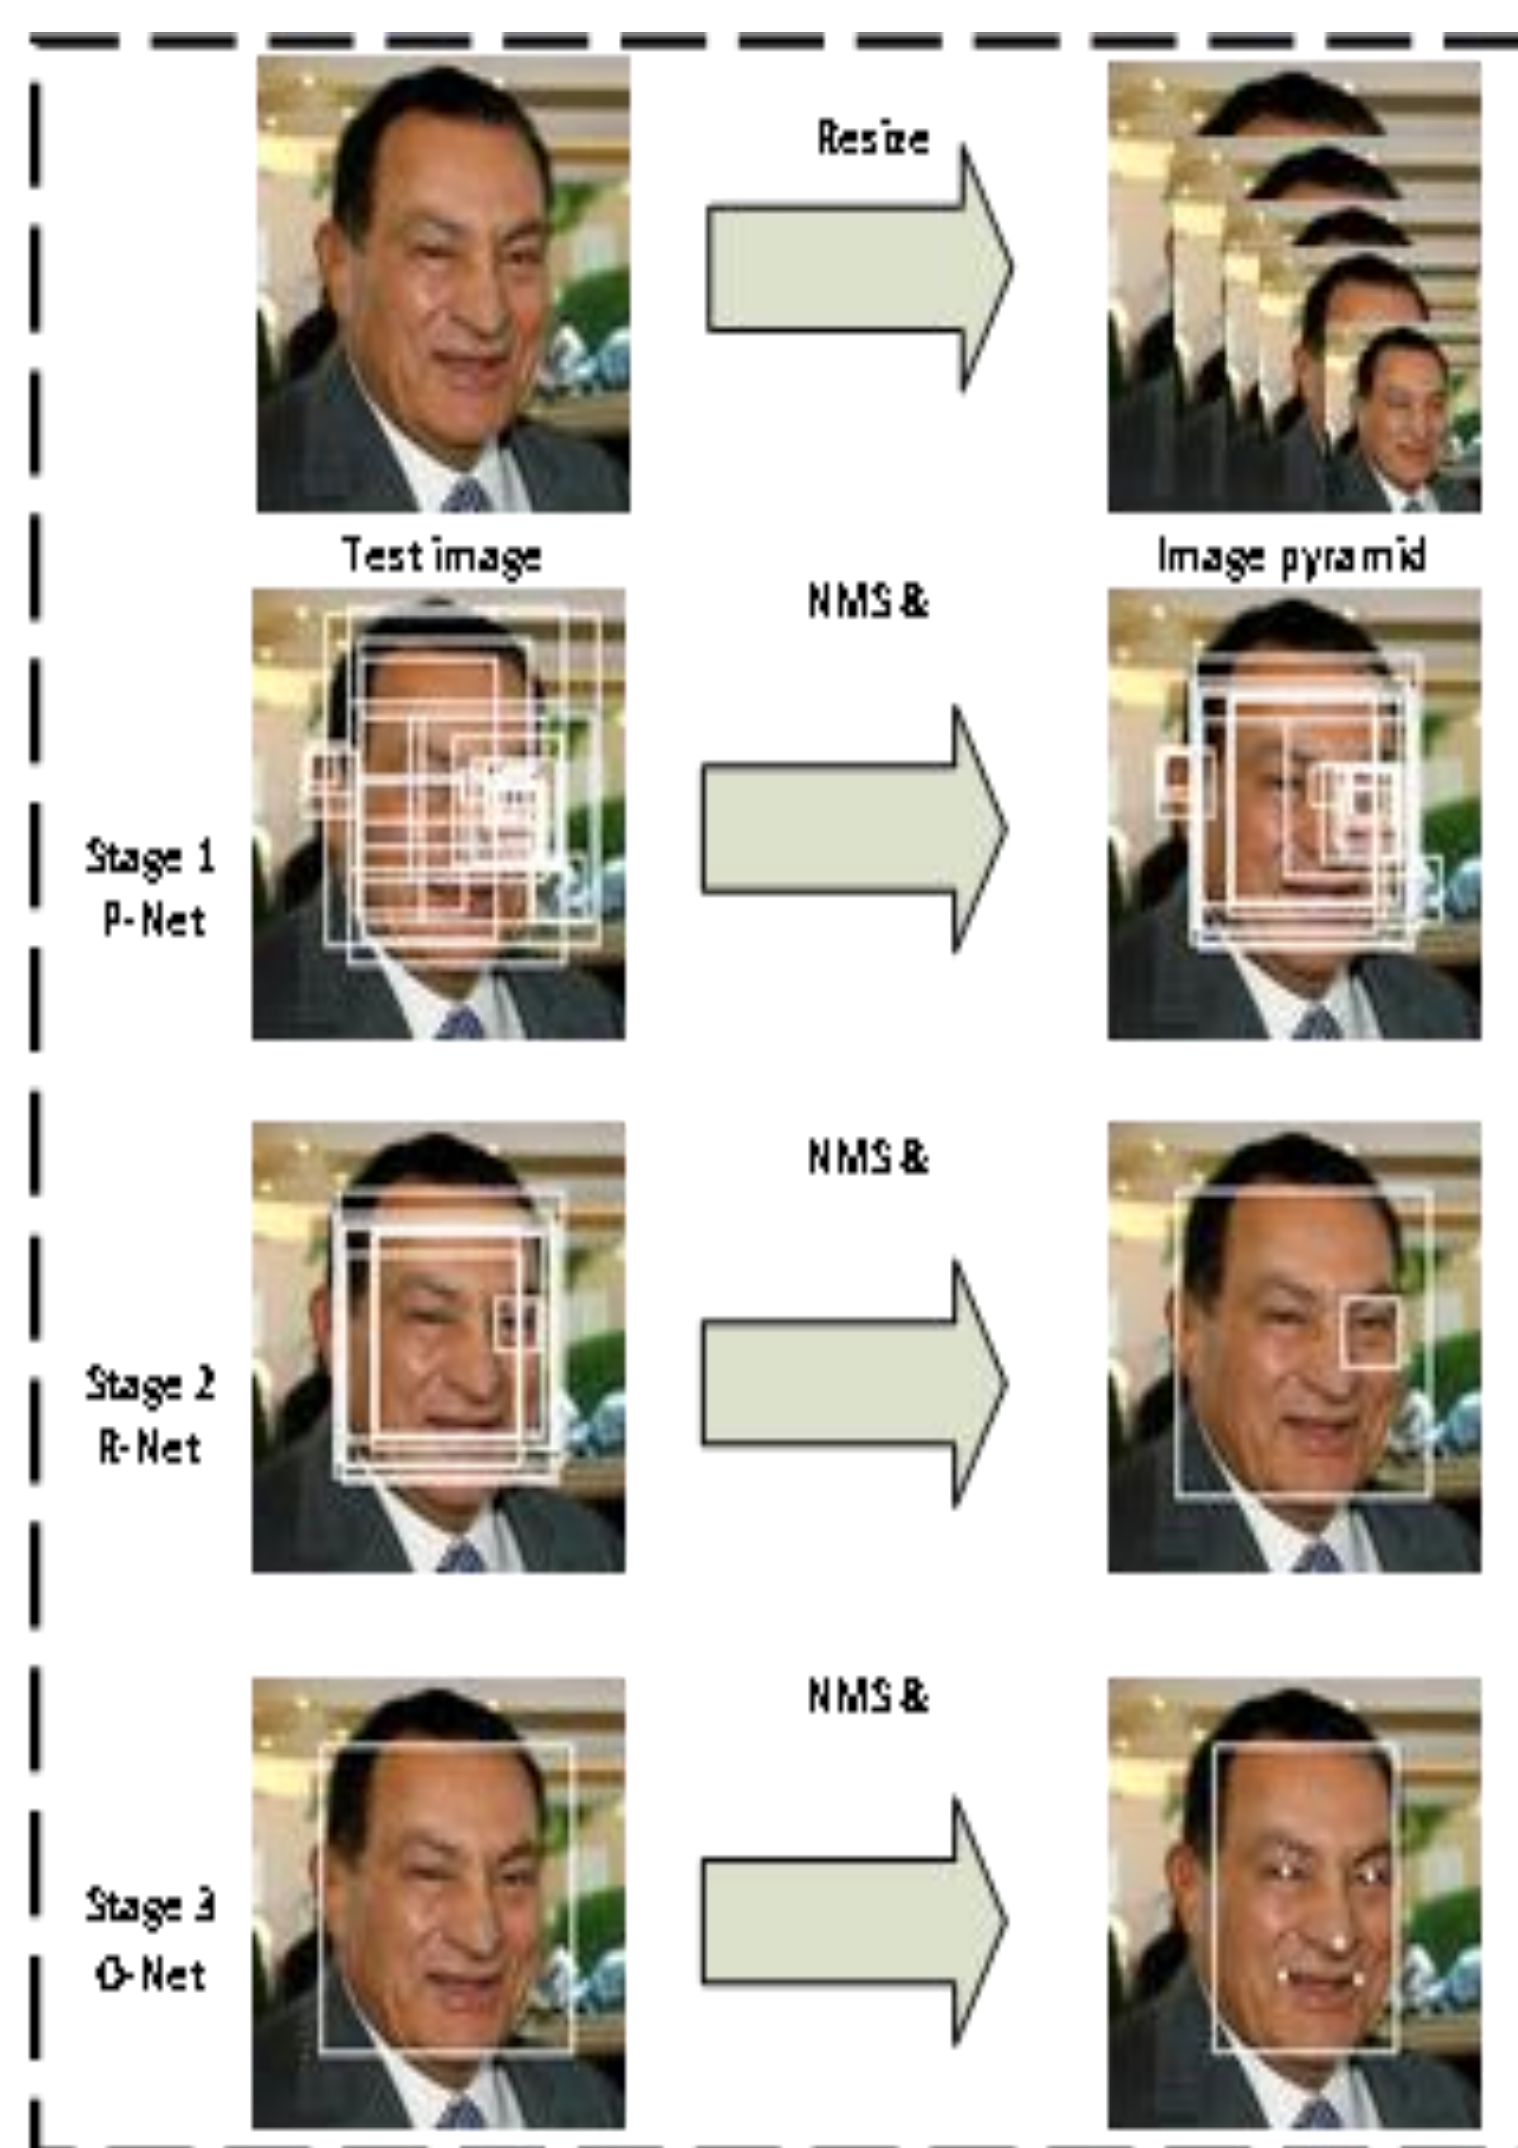 Resize
Test image
Image pyramid
NMS &
Stage 1
P-Net
NMS &
Stage 2
R-Net
NMS &
Stage 3
O-Net